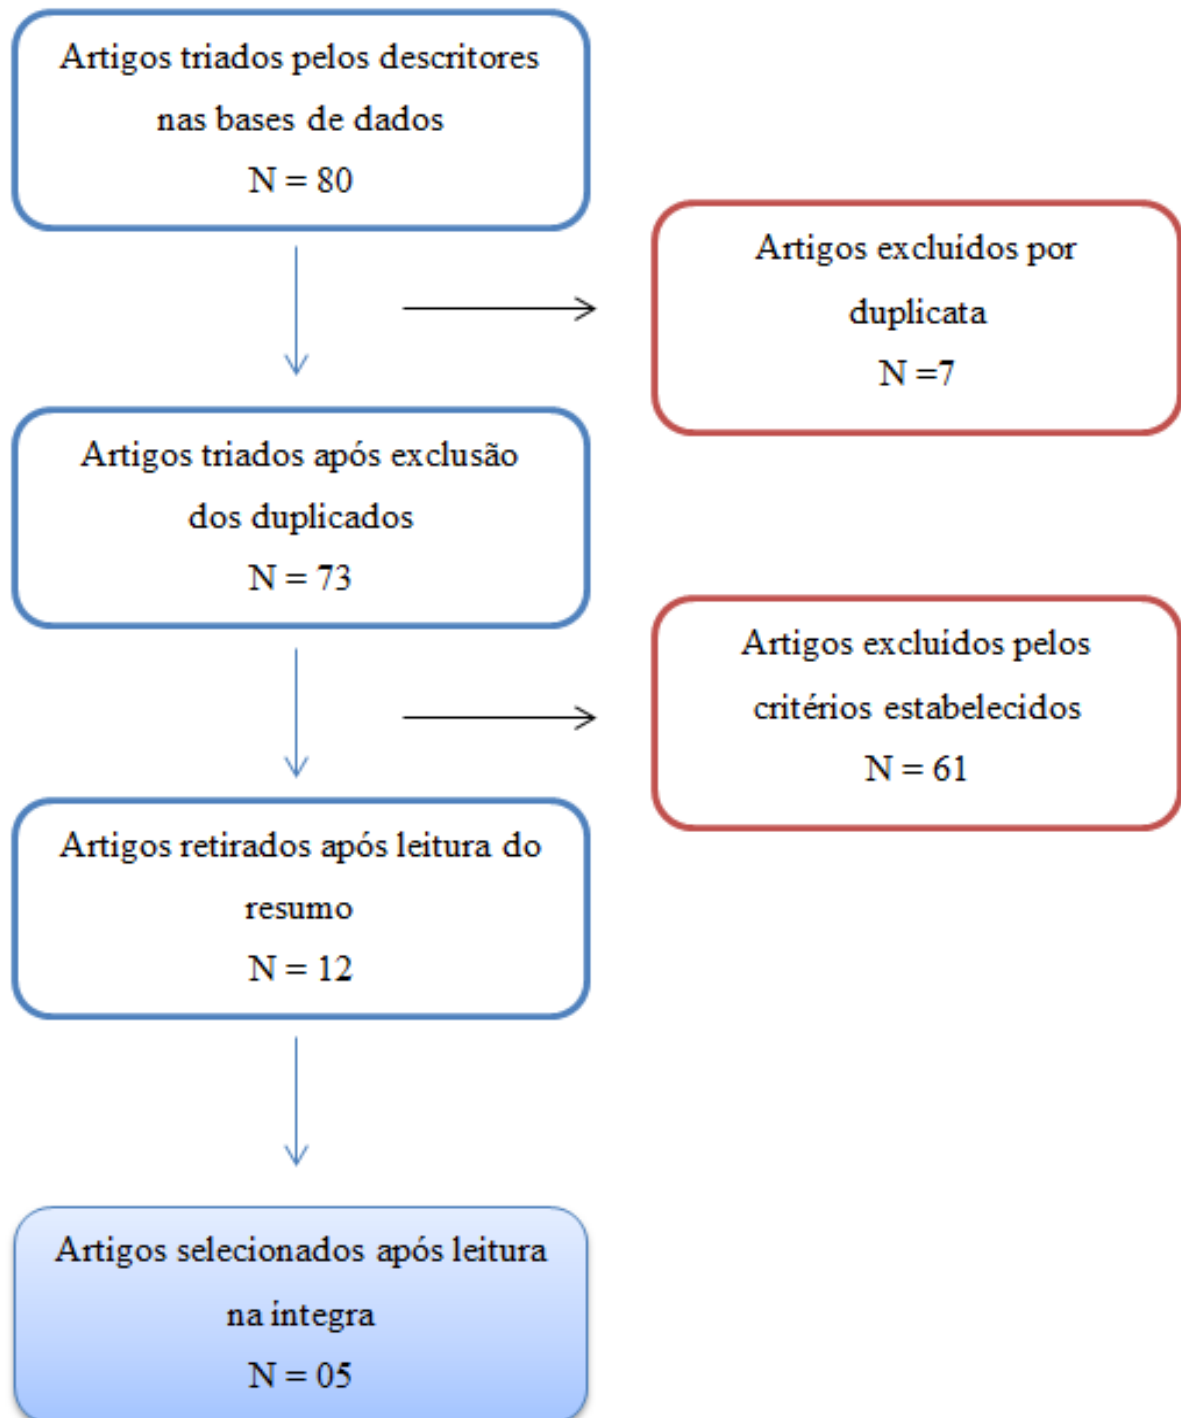 Artigos triados pelos descritores
nas bases de dados
N = 80
Artigos excluídos por
duplicata
N =7
Artigos triados após exclusão
dos duplicados
N = 73
Artigos excluídos pelos
critérios estabelecidos
N = 61
Artigos retirados após leitura do
resumo
N = 12
Artigos selecionados após leitura
na íntegra
N = 05